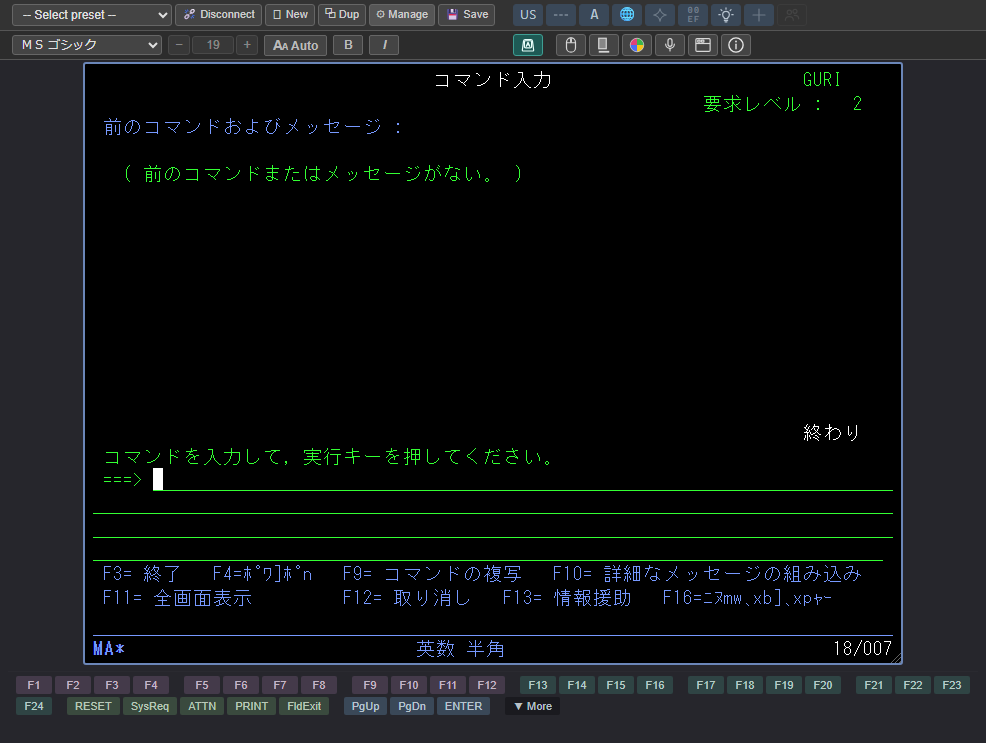 -- Select preset --  Disconnect  New  Dup  Manage  Save  US  ---  A  00 EF
MS ゴシック  −  19  +  AA Auto  B  I
コマンド入力  GURI
要求レベル :  2
前のコマンドおよびメッセージ :
( 前のコマンドまたはメッセージがない。 )
終わり
コマンドを入力して, 実行キーを押してください。
===>
F3= 終了  F4=ﾎﾟﾜ]ﾎﾟn  F9= コマンドの複写  F10= 詳細なメッセージの組み込み
F11= 全画面表示  F12= 取り消し  F13= 情報援助  F16=ﾆﾇmw､xb]､xpｬｰ
MA*  英数 半角  18/007
F1  F2  F3  F4  F5  F6  F7  F8  F9  F10  F11  F12  F13  F14  F15  F16  F17  F18  F19  F20  F21  F22  F23
F24  RESET  SysReq  ATTN  PRINT  FldExit  PgUp  PgDn  ENTER  ▼ More